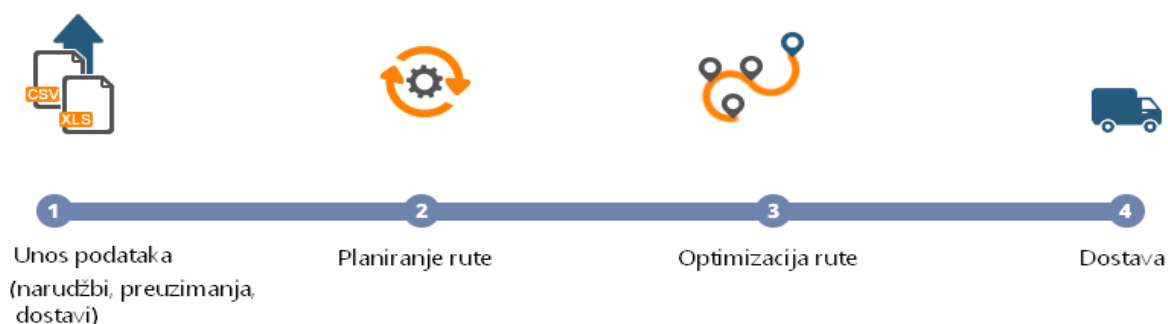 CSV
XLS
1
2
3
4
Unos podataka
(narudžbi, preuzimanja,
dostavi)
Planiranje rute
Optimizacija rute
Dostava